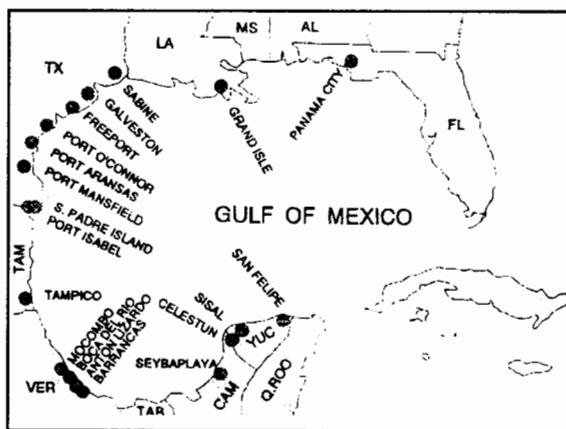 MS
AL
LA
TX
SABINE
GALVESTON
FREEPORT
PORT O'CONNOR
PORT ARANSAS
PORT MANSFIELD
S. PADRE ISLAND
PORT ISABEL
GRAND ISLE
PANAMA CITY
FL
GULF OF MEXICO
TAM
TAMPICO
MOCOMBO
BOCA DEL RIO
ANTON LIZARDO
BARRANCAS
VER
TAB
SEYBAPLAYA
CELESTUN
SISAL
SAN FELIPE
YUC
CAM
Q.ROO